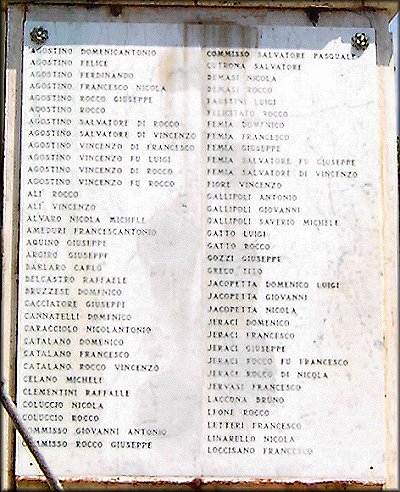 AGOSTINO DOMENICANTONIO
AGOSTINO FELICE
AGOSTINO FERDINANDO
AGOSTINO FRANCESCO NICOLA
AGOSTINO ROCCO GIUSEPPE
AGOSTINO ROCCO
AGOSTINO SALVATORE DI ROCCO
AGOSTINO SALVATORE DI VINCENZO
AGOSTINO VINCENZO DI FRANCESCO
AGOSTINO VINCENZO FU LUIGI
AGOSTINO VINCENZO DI ROCCO
AGOSTINO VINCENZO FU ROCCO
ALI' ROCCO
ALI' VINCENZO
ALVARO NICOLA MICHELE
AMEDURI FRANCESCANTONIO
AQUINO GIUSEPPE
ARGIRO' GIUSEPPE
BARLARO CARLO
BELCASTRO RAFFAELE
BRUZZESE DOMENICO
CACCIATORE GIUSEPPE
CANNATELLI DOMENICO
CARACCIOLO NICOLANTONIO
CATALANO DOMENICO
CATALANO FRANCESCO
CATALANO ROCCO VINCENZO
CELANO MICHELE
CLEMENTINI RAFFAELE
COLUCCIO NICOLA
COLUCCIO ROCCO
COMMISSO GIOVANNI ANTONIO
COMMISSO ROCCO GIUSEPPE
COMMISSO SALVATORE PASQUALE
CUTRONA SALVATORE
DEMASI NICOLA
DEMASI ROCCO
FAUSTINI LUIGI
FELICITATO ROCCO
FEMIA DOMENICO
FEMIA FRANCESCO
FEMIA GIUSEPPE
FEMIA SALVATORE FU GIUSEPPE
FEMIA SALVATORE DI VINCENZO
FIORE VINCENZO
GALLIPOLI ANTONIO
GALLIPOLI GIOVANNI
GALLIPOLI SAVERIO MICHELE
GATTO LUIGI
GATTO ROCCO
GOZZI GIUSEPPE
GRECO TITO
JACOPETTA DOMENICO LUIGI
JACOPETTA GIOVANNI
JACOPETTA NICOLA
JERACI DOMENICO
JERACI FRANCESCO
JERACI GIUSEPPE
JERACI ROCCO FU FRANCESCO
JERACI ROCCO DI NICOLA
JERVASI FRANCESCO
LACCONA BRUNO
LEONE ROCCO
LETTERI FRANCESCO
LINARELLO NICOLA
LOCCISANO FRANCESCO